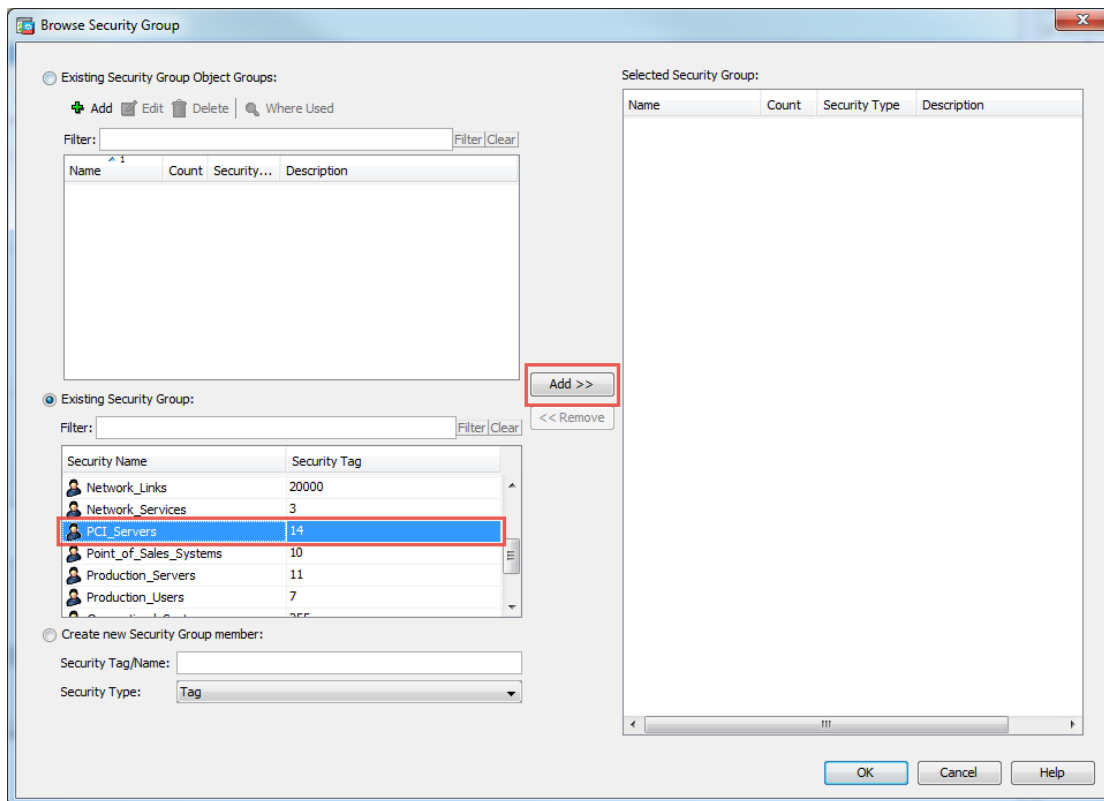 Browse Security Group
Existing Security Group Object Groups:
Add Edit Delete Where Used
Filter: Filter Clear
Name 1 Count Security... Description
Existing Security Group:
Filter: Filter Clear
Security Name Security Tag
Network_Links 20000
Network_Services 3
PCI_Servers 14
Point_of_Sales_Systems 10
Production_Servers 11
Production_Users 7
Create new Security Group member:
Security Tag/Name:
Security Type: Tag
Add >>
<< Remove
Selected Security Group:
Name Count Security Type Description
OK Cancel Help